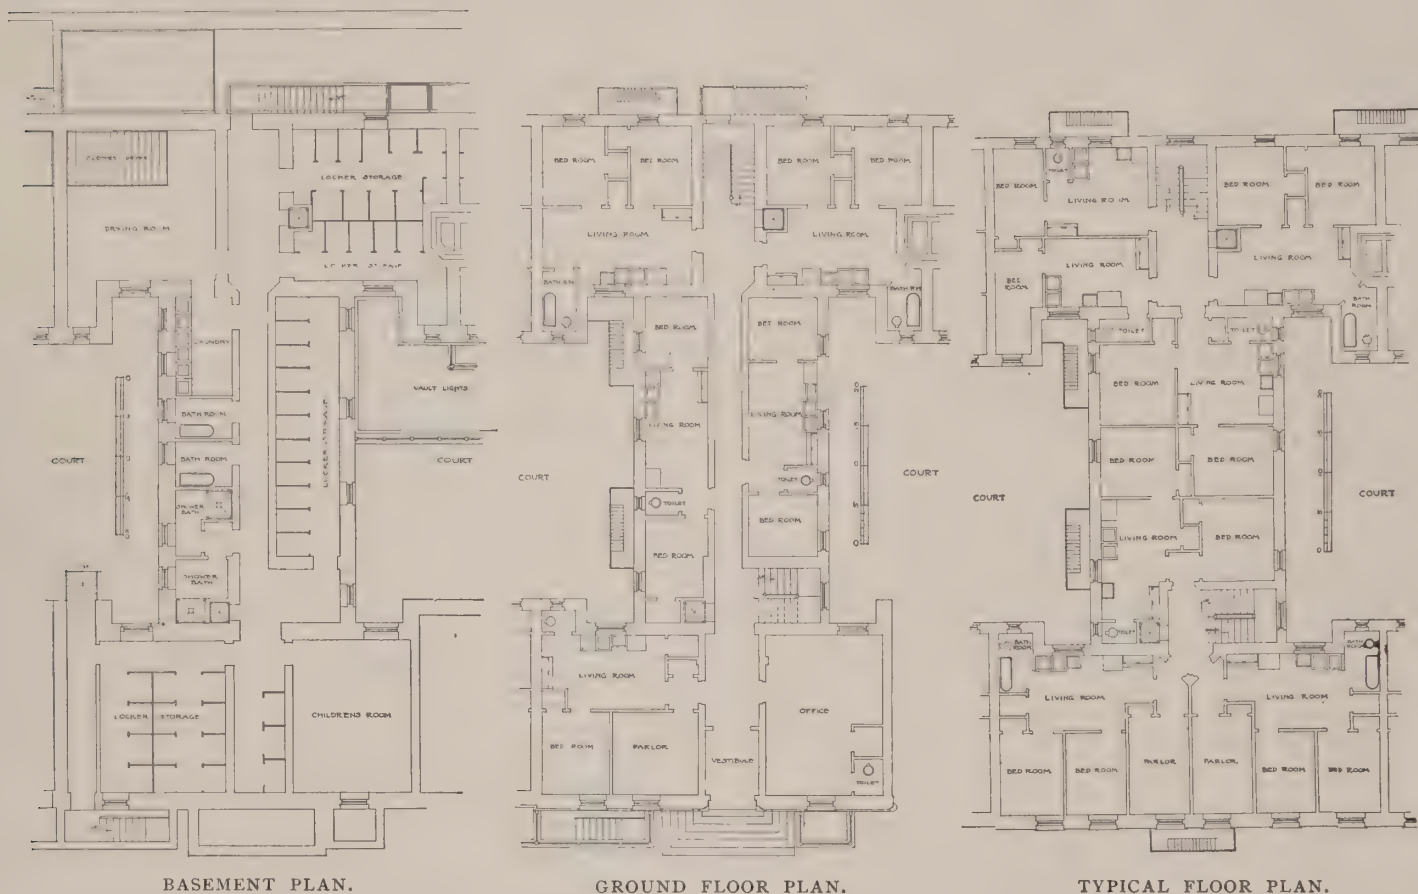 DRYING ROOM
LOCKER STORAGE
LAUNDRY
BATH ROOM
BATH ROOM
SHOWER
BATH
SHOWER
BATH
COURT
VAULT LIGHTS
COURT
LOCKER STORAGE
CHILDRENS ROOM
BASEMENT PLAN.
BED ROOM
BED ROOM
BED ROOM
BED ROOM
LIVING ROOM
LIVING ROOM
BATH RM
BATH RM
BED ROOM
BED ROOM
LIVING ROOM
LIVING ROOM
TOILET
TOILET
BED ROOM
BED ROOM
COURT
COURT
LIVING ROOM
OFFICE
BED ROOM
PARLOR
VESTIBULE
TOILET
GROUND FLOOR PLAN.
BED ROOM
TOILET
LIVING ROOM
BED ROOM
BED ROOM
BED
ROOM
LIVING ROOM
LIVING ROOM
BATH
ROOM
TOILET
TOILET
BED ROOM
LIVING ROOM
BED ROOM
BED ROOM
COURT
COURT
LIVING ROOM
BED ROOM
TOILET
BATH
ROOM
BATH
ROOM
LIVING ROOM
LIVING ROOM
BED ROOM
BED ROOM
PARLOR
PARLOR
BED ROOM
BED ROOM
TYPICAL FLOOR PLAN.